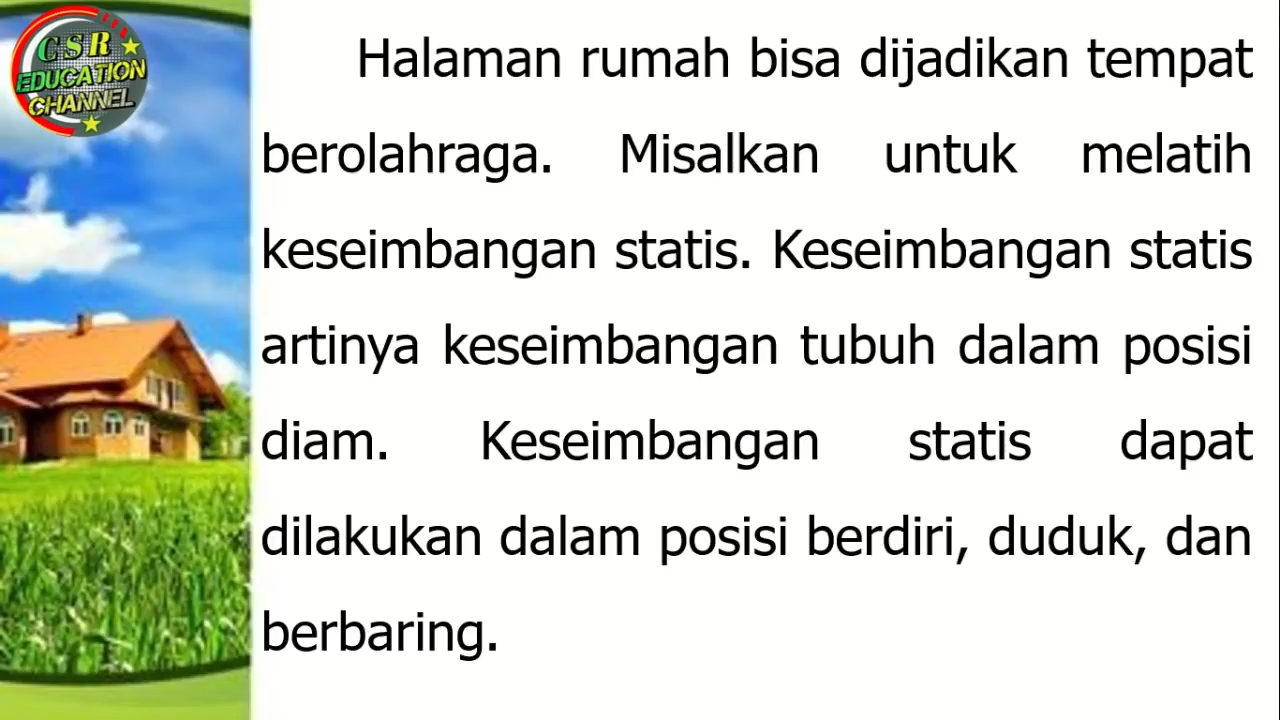 C S R
EDUCATION
CHANNEL
Halaman rumah bisa dijadikan tempat
berolahraga. Misalkan untuk melatih
keseimbangan statis. Keseimbangan statis
artinya keseimbangan tubuh dalam posisi
diam. Keseimbangan statis dapat
dilakukan dalam posisi berdiri, duduk, dan
berbaring.